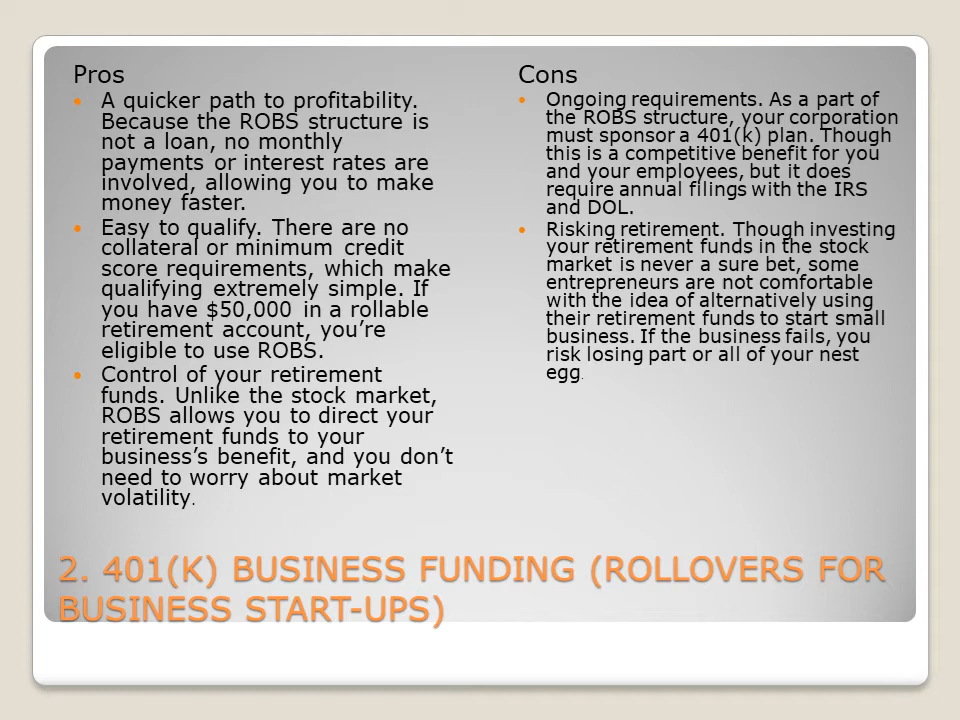 Pros
• A quicker path to profitability.
Because the ROBS structure is
not a loan, no monthly
payments or interest rates are
involved, allowing you to make
money faster.
• Easy to qualify. There are no
collateral or minimum credit
score requirements, which make
qualifying extremely simple. If
you have $50,000 in a rollable
retirement account, you’re
eligible to use ROBS.
• Control of your retirement
funds. Unlike the stock market,
ROBS allows you to direct your
retirement funds to your
business’s benefit, and you don’t
need to worry about market
volatility.
Cons
• Ongoing requirements. As a part of
the ROBS structure, your corporation
must sponsor a 401(k) plan. Though
this is a competitive benefit for you
and your employees, but it does
require annual filings with the IRS
and DOL.
• Risking retirement. Though investing
your retirement funds in the stock
market is never a sure bet, some
entrepreneurs are not comfortable
with the idea of alternatively using
their retirement funds to start small
business. If the business fails, you
risk losing part or all of your nest
egg.
2. 401(K) BUSINESS FUNDING (ROLLOVERS FOR
BUSINESS START-UPS)